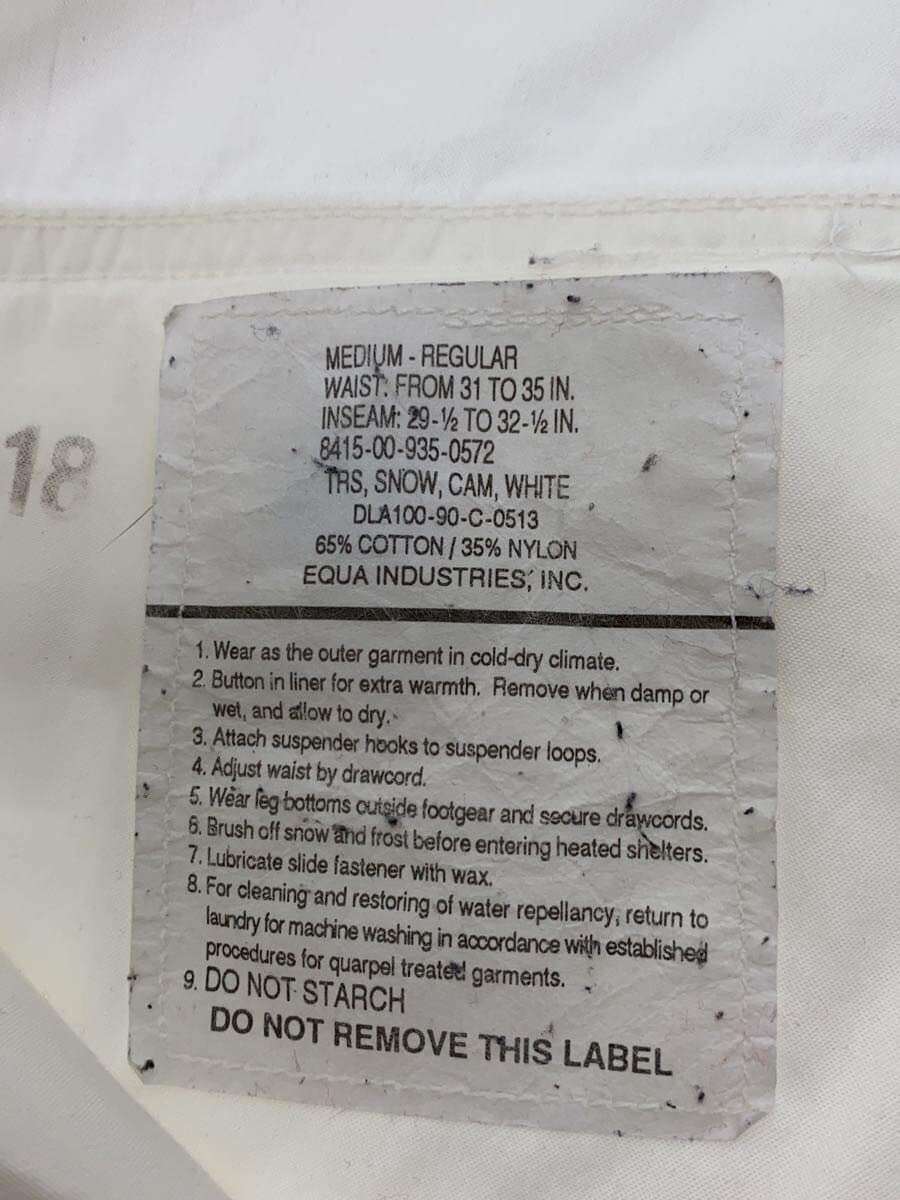 MEDIUM - REGULAR
WAIST: FROM 31 TO 35 IN.
INSEAM: 29-½ TO 32-½ IN.
8415-00-935-0572
TRS, SNOW, CAM, WHITE
DLA100-90-C-0513
65% COTTON / 35% NYLON
EQUA INDUSTRIES, INC.
18
1. Wear as the outer garment in cold-dry climate.
2. Button in liner for extra warmth. Remove when damp or
wet, and allow to dry.
3. Attach suspender hooks to suspender loops.
4. Adjust waist by drawcord.
5. Wear leg bottoms outside footgear and secure drawcords.
6. Brush off snow and frost before entering heated shelters.
7. Lubricate slide fastener with wax.
8. For cleaning and restoring of water repellancy, return to
laundry for machine washing in accordance with established
procedures for quarpel treated garments.
9. DO NOT STARCH
DO NOT REMOVE THIS LABEL